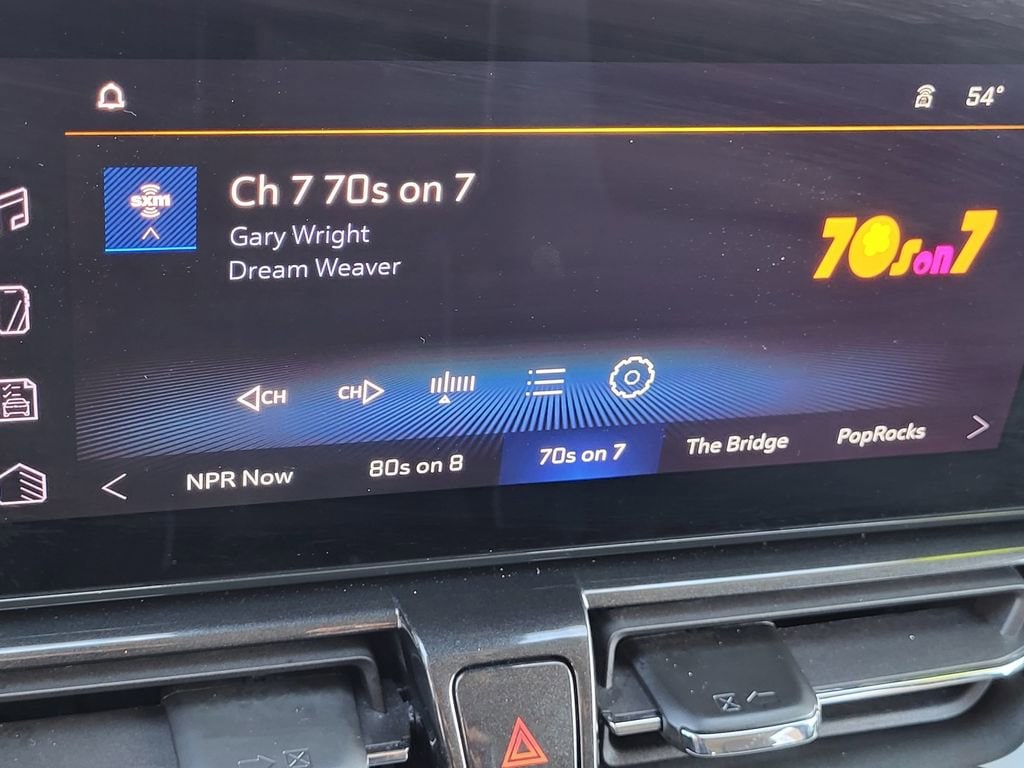 54°
sxm
Ch 7 70s on 7
Gary Wright
Dream Weaver
70s on 7
CH
CH
NPR Now
80s on 8
70s on 7
The Bridge
PopRocks